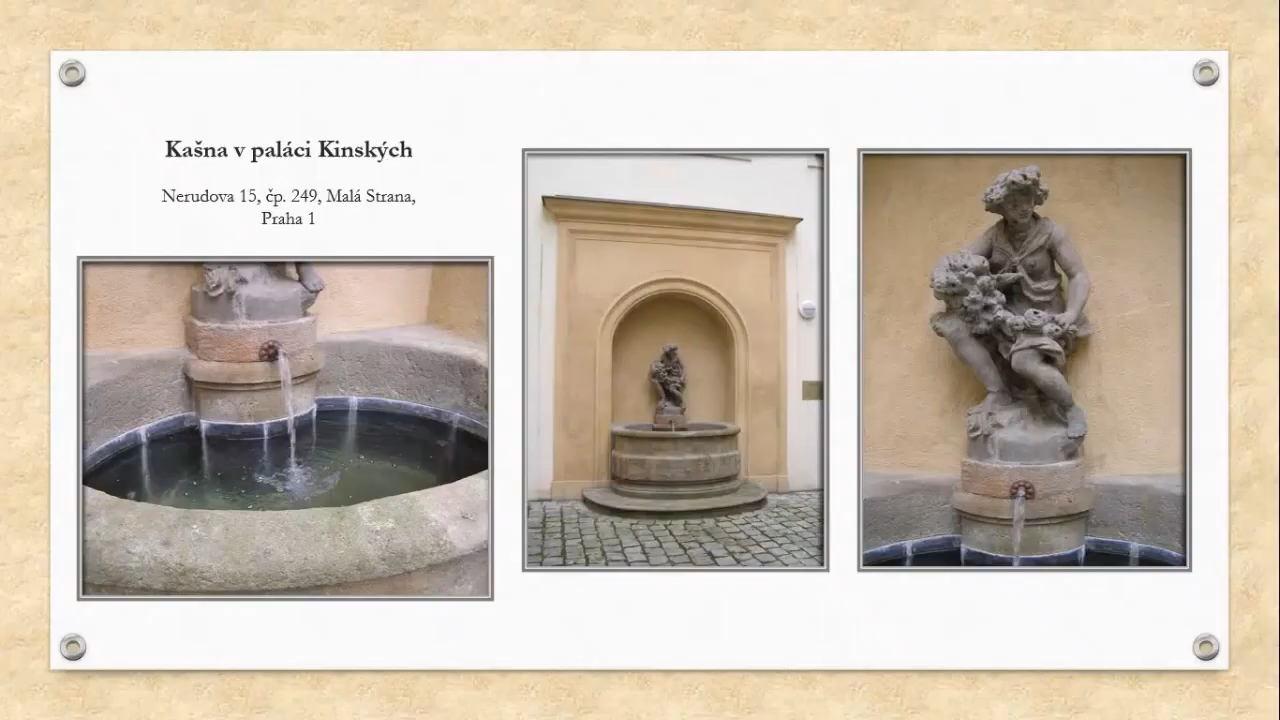 Kašna v paláci Kinských
Nerudova 15, čp. 249, Malá Strana,
Praha 1